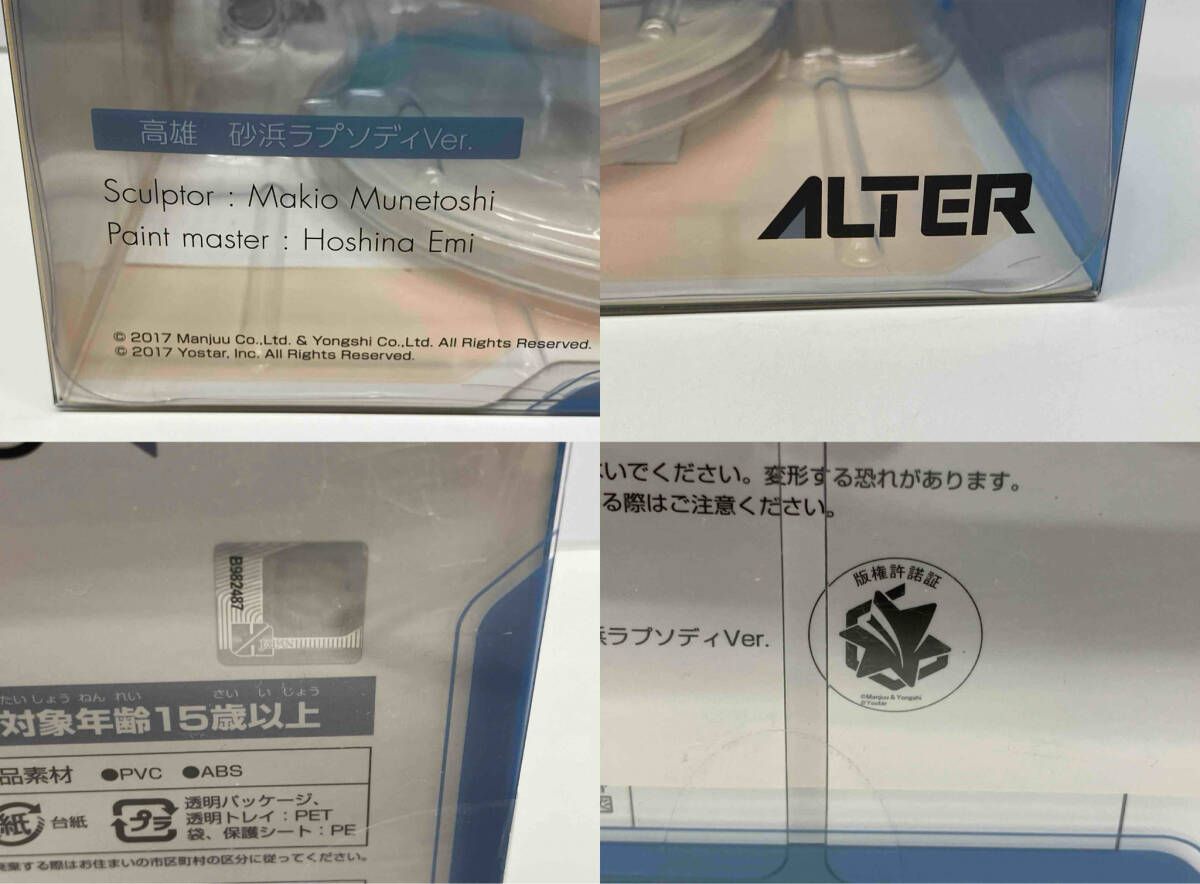 高雄 砂浜ラプソディVer.
Sculptor : Makio Munetoshi
Paint master : Hoshina Emi
© 2017 Manjuu Co.,Ltd. & Yongshi Co.,Ltd. All Rights Reserved.
© 2017 Yostar, Inc. All Rights Reserved.
ALTER
B982487
JAPAN
たいしょう ねん れい さい い じょう
対象年齢15歳以上
品素材 ●PVC ●ABS
紙 台紙
プラ 透明パッケージ、
透明トレイ：PET
袋、保護シート：PE
廃棄する際はお住まいの市区町村の区分に従ってください。
いでください。変形する恐れがあります。
る際はご注意ください。
版権許諾証
浜ラプソディVer.
©Manjuu & Yongshi
©Yostar